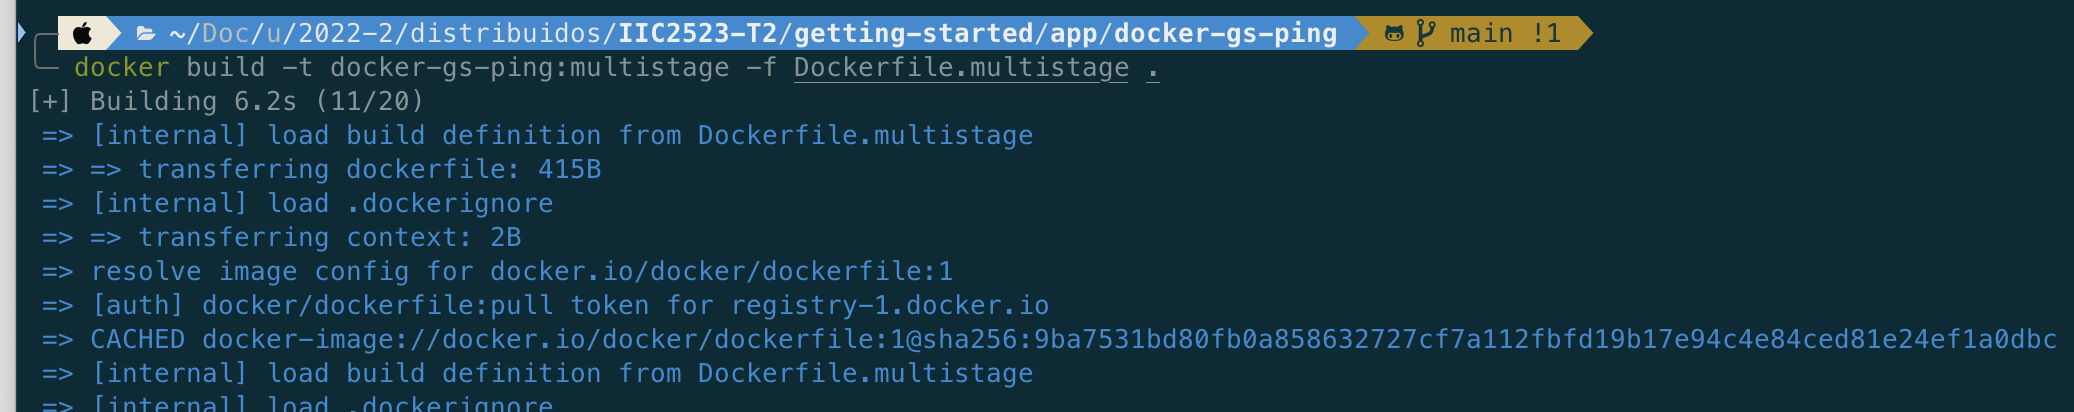 ~/Doc/u/2022-2/distribuidos/IIC2523-T2/getting-started/app/docker-gs-ping main !1
docker build -t docker-gs-ping:multistage -f Dockerfile.multistage .
[+] Building 6.2s (11/20)
=> [internal] load build definition from Dockerfile.multistage
=> => transferring dockerfile: 415B
=> [internal] load .dockerignore
=> => transferring context: 2B
=> resolve image config for docker.io/docker/dockerfile:1
=> [auth] docker/dockerfile:pull token for registry-1.docker.io
=> CACHED docker-image://docker.io/docker/dockerfile:1@sha256:9ba7531bd80fb0a858632727cf7a112fbfd19b17e94c4e84ced81e24ef1a0dbc
=> [internal] load build definition from Dockerfile.multistage
=> [internal] load .dockerignore